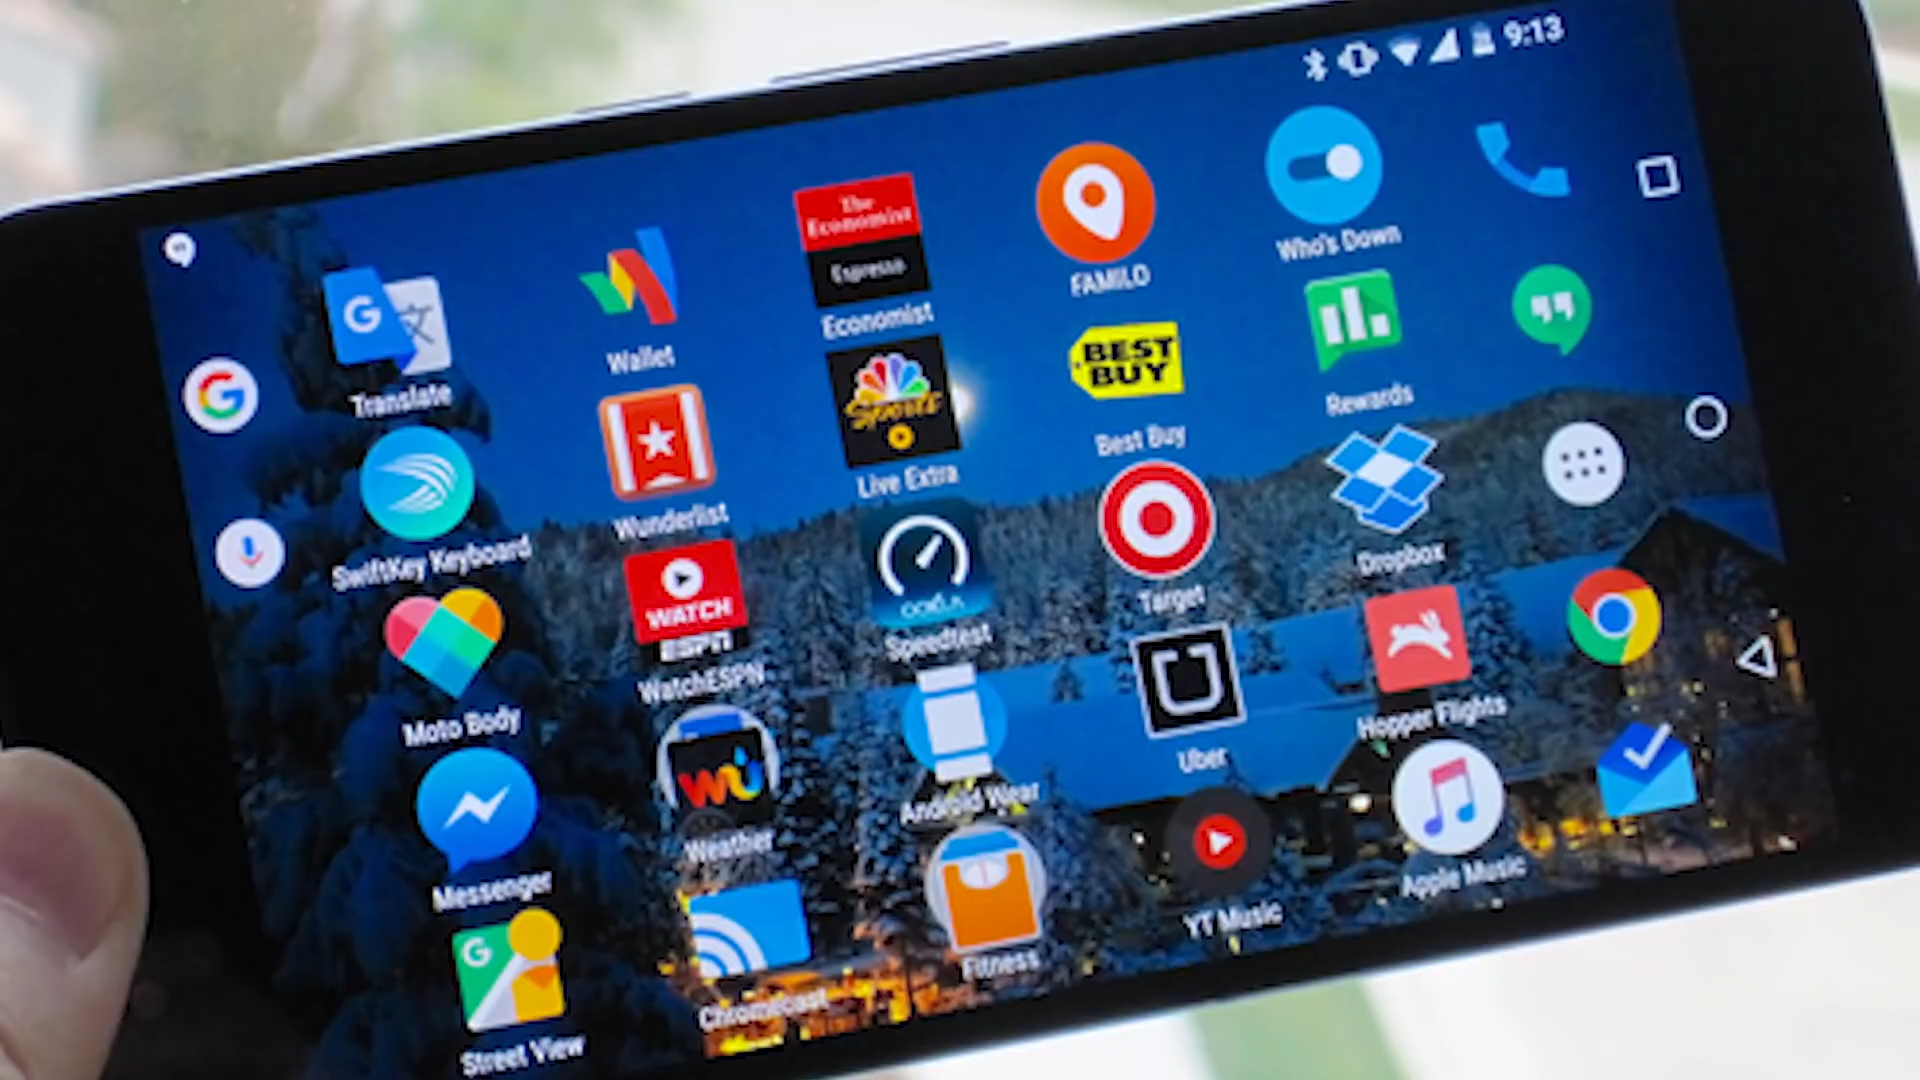 9:13
Translate
Wallet
The
Economist
Espresso
Economist
FAMILO
Who's Down
SwiftKey Keyboard
Wunderlist
Sports
Live Extra
BEST
BUY
Best Buy
Rewards
Moto Body
WATCH
ESPN
WatchESPN
OOKLA
Speedtest
Target
Dropbox
Messenger
Weather
Android Wear
Uber
Hopper Flights
Street View
Chromecast
Fitness
YT Music
Apple Music